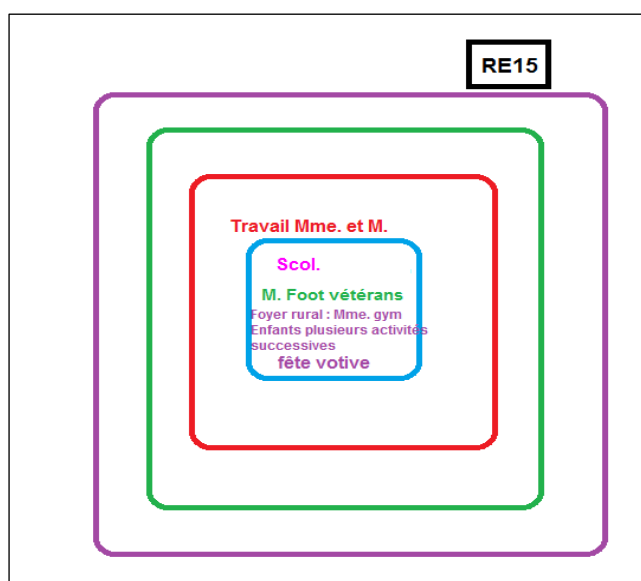 RE15
Travail Mme. et M.
Scol.
M. Foot vétérans
Foyer rural : Mme. gym
Enfants plusieurs activités
successives
fête votive